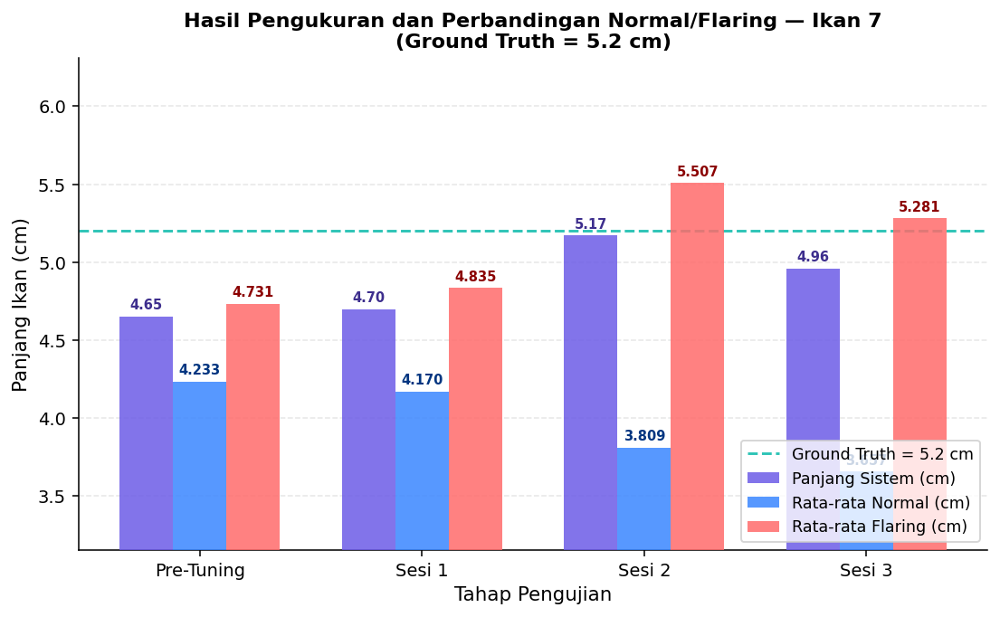 Hasil Pengukuran dan Perbandingan Normal/Flaring — Ikan 7
(Ground Truth = 5.2 cm)
Panjang Ikan (cm)
6.0
5.5
5.0
4.5
4.0
3.5
4.65
4.233
4.731
4.70
4.170
4.835
5.17
3.809
5.507
4.96
5.281
Ground Truth = 5.2 cm
Panjang Sistem (cm)
Rata-rata Normal (cm)
Rata-rata Flaring (cm)
Pre-Tuning
Sesi 1
Sesi 2
Sesi 3
Tahap Pengujian